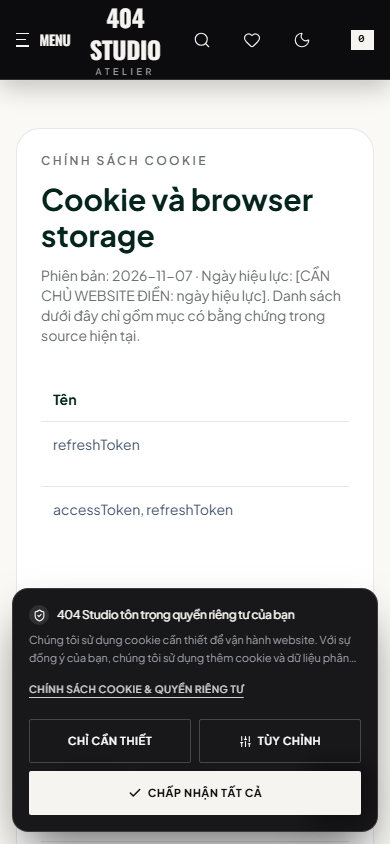 MENU
404
STUDIO
ATELIER
0
CHÍNH SÁCH COOKIE
Cookie và browser
storage
Phiên bản: 2026-11-07 · Ngày hiệu lực: [CẦN
CHỦ WEBSITE ĐIỀN: ngày hiệu lực]. Danh sách
dưới đây chỉ gồm mục có bằng chứng trong
source hiện tại.
Tên
refreshToken
accessToken, refreshToken
404 Studio tôn trọng quyền riêng tư của bạn
Chúng tôi sử dụng cookie cần thiết để vận hành website. Với sự
đồng ý của bạn, chúng tôi sử dụng thêm cookie và dữ liệu phân...
CHÍNH SÁCH COOKIE & QUYỀN RIÊNG TƯ
CHỈ CẦN THIẾT
TÙY CHỈNH
CHẤP NHẬN TẤT CẢ